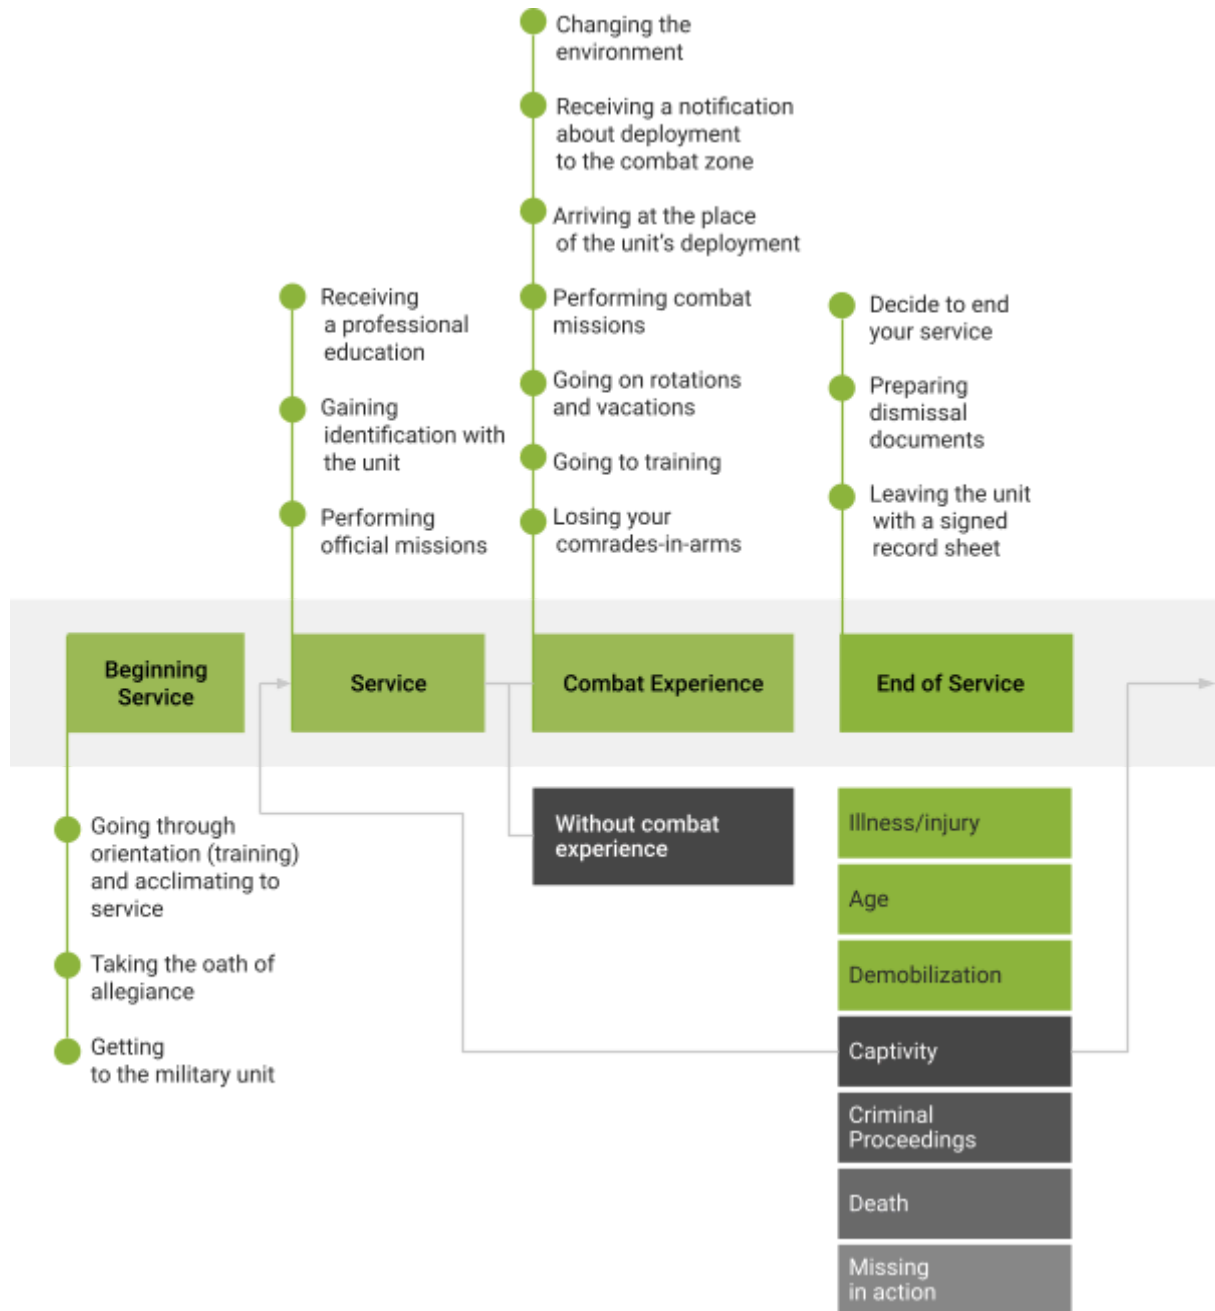 Changing the
environment
Receiving a notification
about deployment
to the combat zone
Arriving at the place
of the unit's deployment
Performing combat
missions
Going on rotations
and vacations
Going to training
Losing your
comrades-in-arms
Receiving
a professional
education
Gaining
identification with
the unit
Performing
official missions
Decide to end
your service
Preparing
dismissal
documents
Leaving the unit
with a signed
record sheet
Beginning
Service
Service
Combat Experience
End of Service
Going through
orientation (training)
and acclimating to
service
Taking the oath of
allegiance
Getting
to the military unit
Without combat
experience
Illness/injury
Age
Demobilization
Captivity
Criminal
Proceedings
Death
Missing
in action